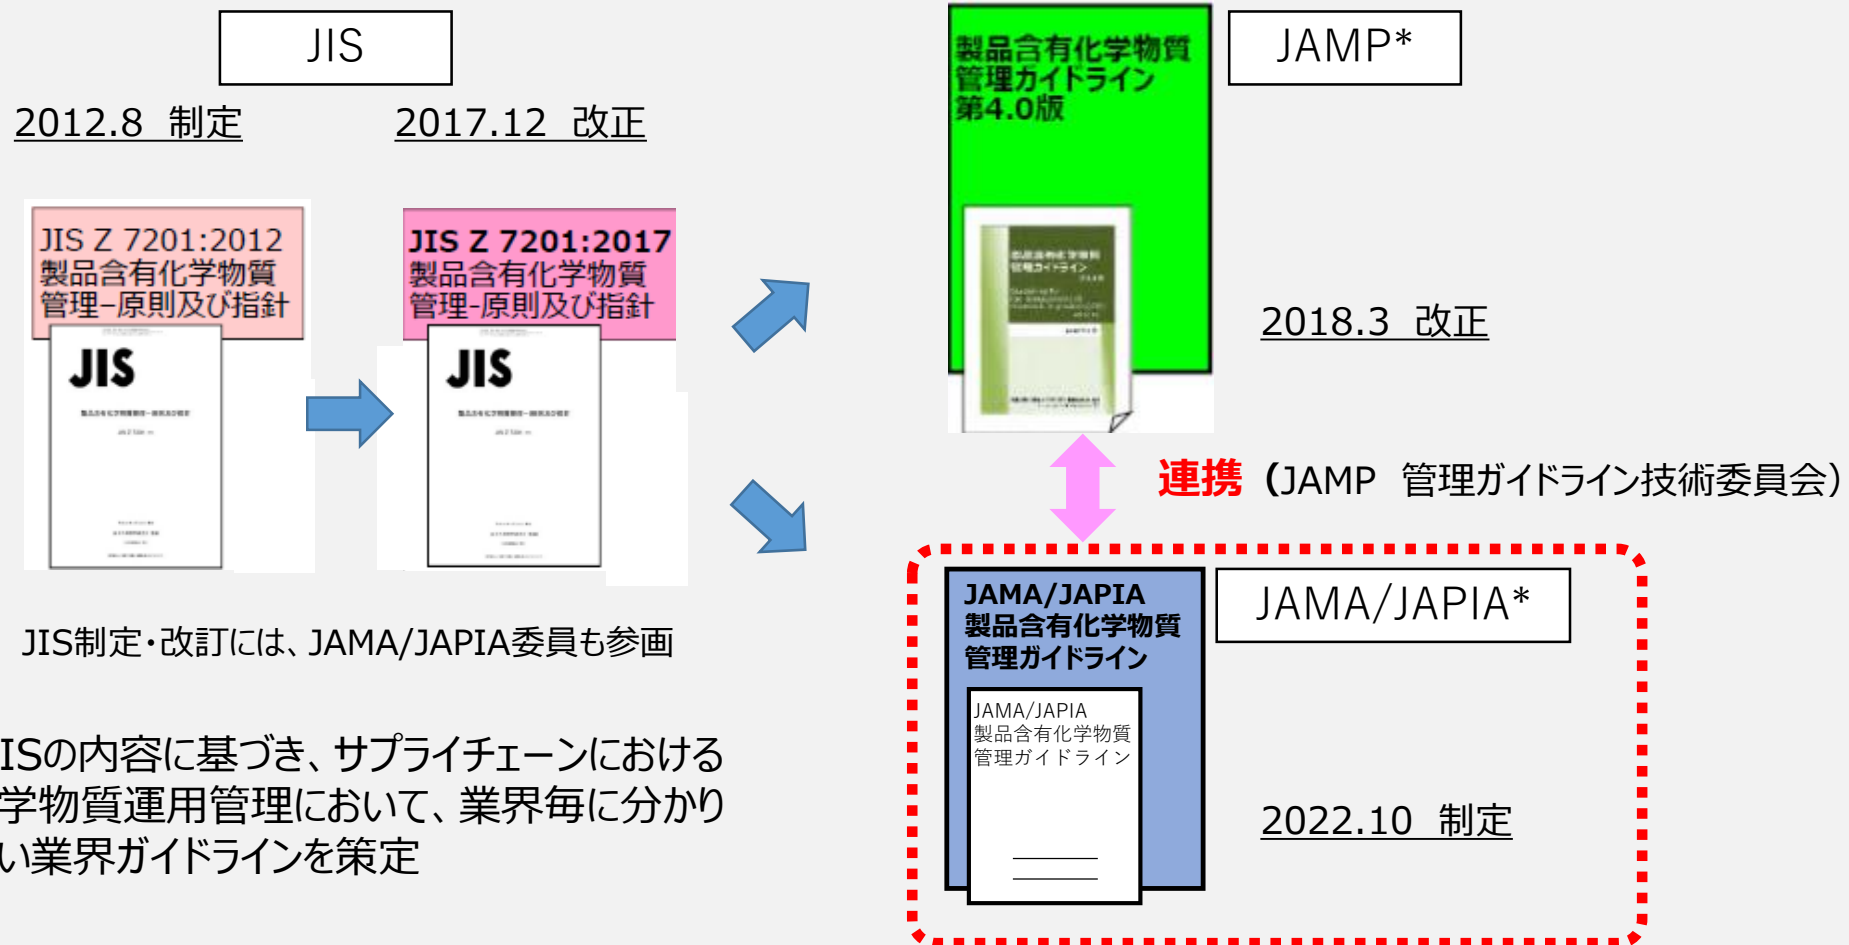 JIS
2012.8 制定
2017.12 改正
JIS Z 7201:2012
製品含有化学物質
管理–原則及び指針
JIS
JIS Z 7201:2017
製品含有化学物質
管理-原則及び指針
JIS
JIS制定・改訂には、JAMA/JAPIA委員も参画
ISの内容に基づき、サプライチェーンにおける
学物質運用管理において、業界毎に分かり
い業界ガイドラインを策定
製品含有化学物質
管理ガイドライン
第4.0版
JAMP*
2018.3 改正
連携（JAMP 管理ガイドライン技術委員会）
JAMA/JAPIA
製品含有化学物質
管理ガイドライン
JAMA/JAPIA
製品含有化学物質
管理ガイドライン
JAMA/JAPIA*
2022.10 制定